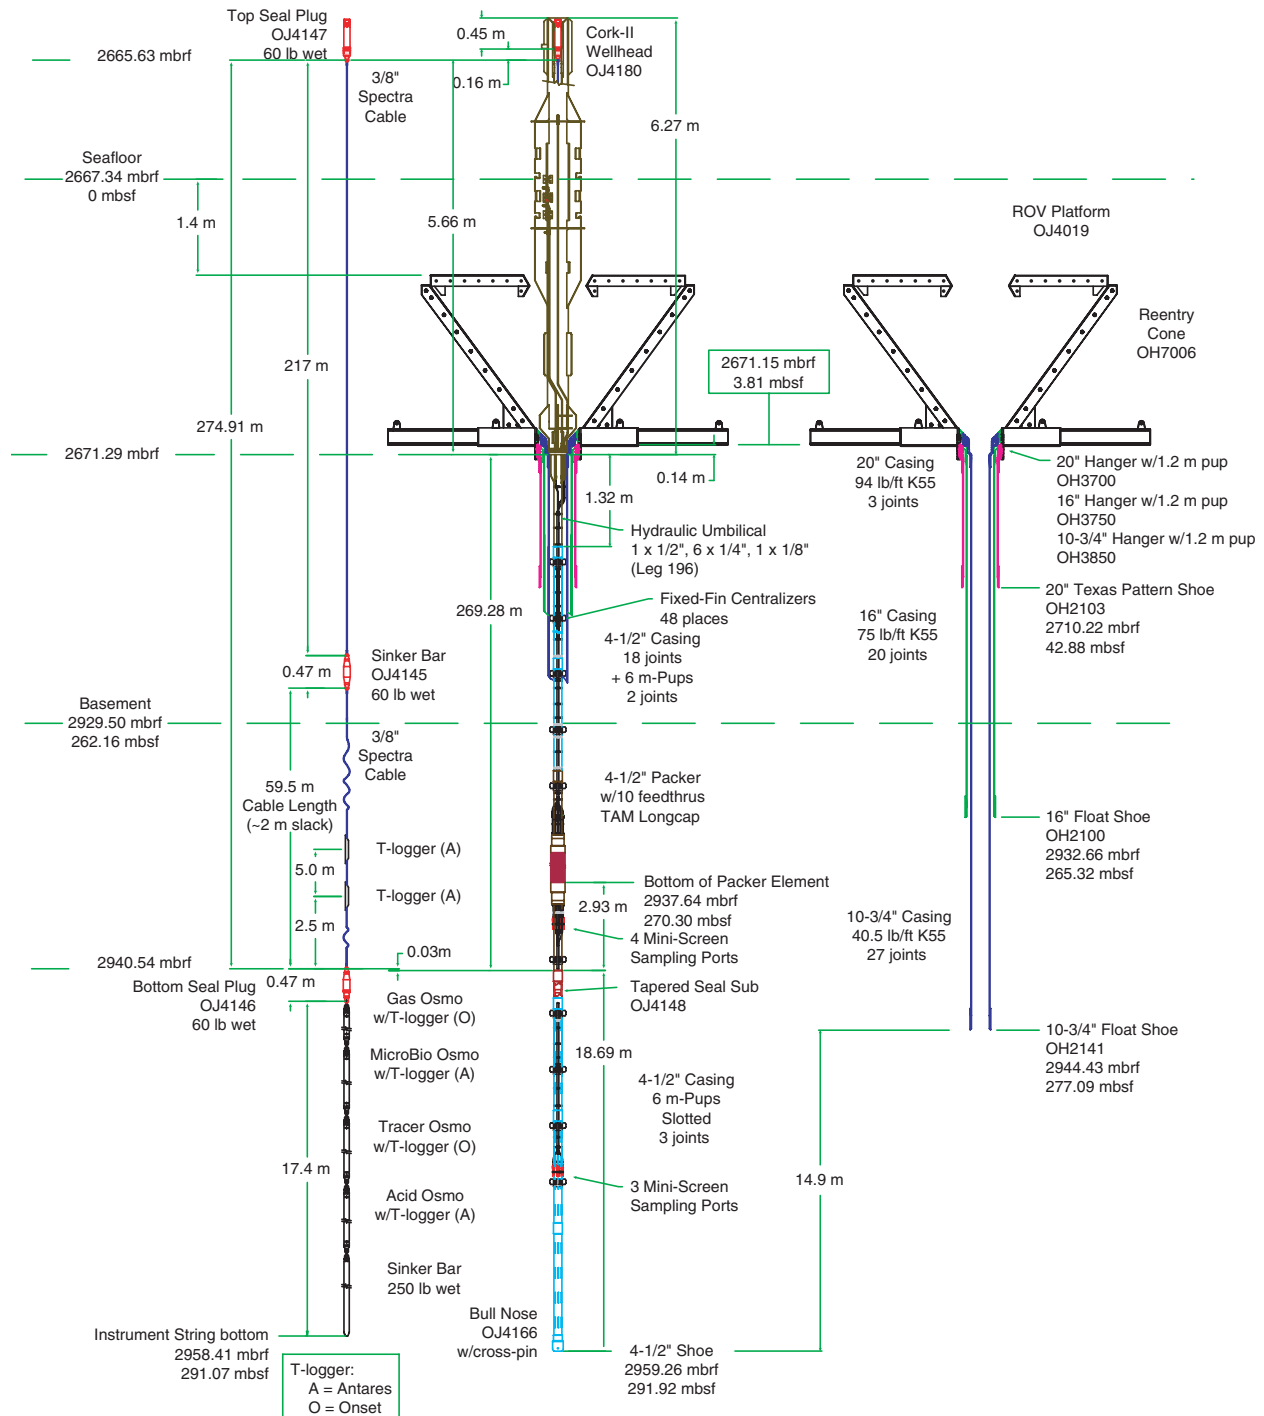 Top Seal Plug
OJ4147
60 lb wet
2665.63 mbrf
3/8"
Spectra
Cable
0.45 m
0.16 m
Cork-II
Wellhead
OJ4180
6.27 m
Seafloor
2667.34 mbrf
0 mbsf
1.4 m
5.66 m
ROV Platform
OJ4019
Reentry
Cone
OH7006
217 m
2671.15 mbrf
3.81 mbsf
274.91 m
2671.29 mbrf
0.14 m
1.32 m
20" Casing
94 lb/ft K55
3 joints
20" Hanger w/1.2 m pup
OH3700
16" Hanger w/1.2 m pup
OH3750
10-3/4" Hanger w/1.2 m pup
OH3850
Hydraulic Umbilical
1 x 1/2", 6 x 1/4", 1 x 1/8"
(Leg 196)
20" Texas Pattern Shoe
OH2103
2710.22 mbrf
42.88 mbsf
269.28 m
Fixed-Fin Centralizers
48 places
4-1/2" Casing
18 joints
+ 6 m-Pups
2 joints
16" Casing
75 lb/ft K55
20 joints
0.47 m
Sinker Bar
OJ4145
60 lb wet
Basement
2929.50 mbrf
262.16 mbsf
3/8"
Spectra
Cable
59.5 m
Cable Length
(~2 m slack)
4-1/2" Packer
w/10 feedthrus
TAM Longcap
16" Float Shoe
OH2100
2932.66 mbrf
265.32 mbsf
T-logger (A)
5.0 m
T-logger (A)
2.5 m
Bottom of Packer Element
2937.64 mbrf
270.30 mbsf
2.93 m
4 Mini-Screen
Sampling Ports
10-3/4" Casing
40.5 lb/ft K55
27 joints
0.03m
2940.54 mbrf
0.47 m
Bottom Seal Plug
OJ4146
60 lb wet
Tapered Seal Sub
OJ4148
Gas Osmo
w/T-logger (O)
10-3/4" Float Shoe
OH2141
2944.43 mbrf
277.09 mbsf
18.69 m
MicroBio Osmo
w/T-logger (A)
4-1/2" Casing
6 m-Pups
Slotted
3 joints
Tracer Osmo
w/T-logger (O)
17.4 m
14.9 m
3 Mini-Screen
Sampling Ports
Acid Osmo
w/T-logger (A)
Sinker Bar
250 lb wet
Bull Nose
OJ4166
w/cross-pin
Instrument String bottom
2958.41 mbrf
291.07 mbsf
4-1/2" Shoe
2959.26 mbrf
291.92 mbsf
T-logger:
A = Antares
O = Onset